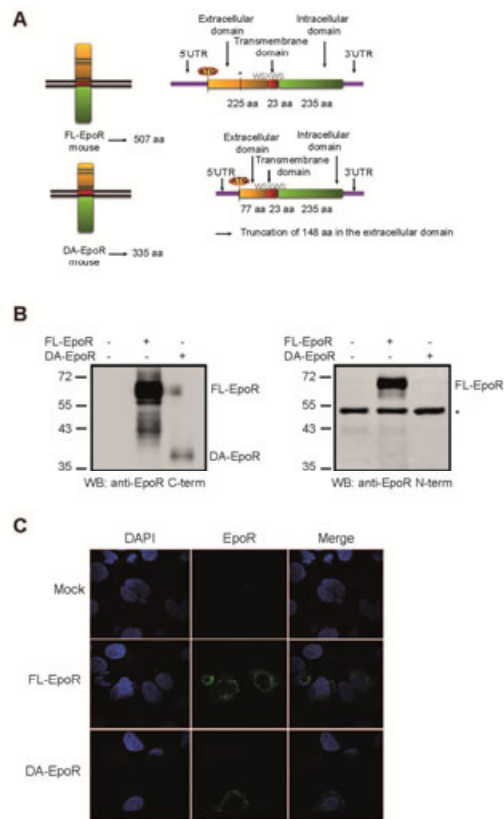 A
Extracellular domain
Intracellular domain
5'UTR
Transmembrane domain
3'UTR
ATG
*
WSXWS
225 aa 23 aa 235 aa
FL-EpoR mouse → 507 aa
Extracellular domain
Intracellular domain
5'UTR
Transmembrane domain
3'UTR
ATG
WSXWS
77 aa 23 aa 235 aa
DA-EpoR mouse → 335 aa
→ Truncation of 148 aa in the extracellular domain
B
FL-EpoR - + -
DA-EpoR - - +
72
55
43
35
FL-EpoR
DA-EpoR
WB: anti-EpoR C-term
FL-EpoR - + -
DA-EpoR - - +
72
55
43
35
FL-EpoR
*
WB: anti-EpoR N-term
C
DAPI EpoR Merge
Mock
FL-EpoR
DA-EpoR